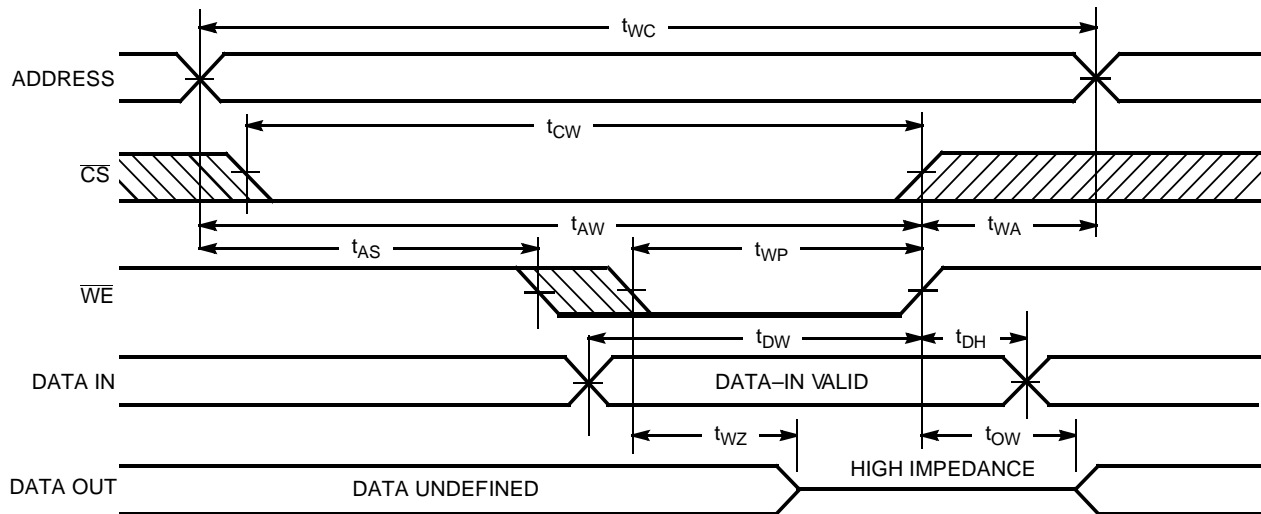 tWC
ADDRESS
tCW
CS
tAW
tWA
tAS
tWP
WE
tDW
tDH
DATA IN
DATA–IN VALID
tWZ
tOW
HIGH IMPEDANCE
DATA OUT
DATA UNDEFINED